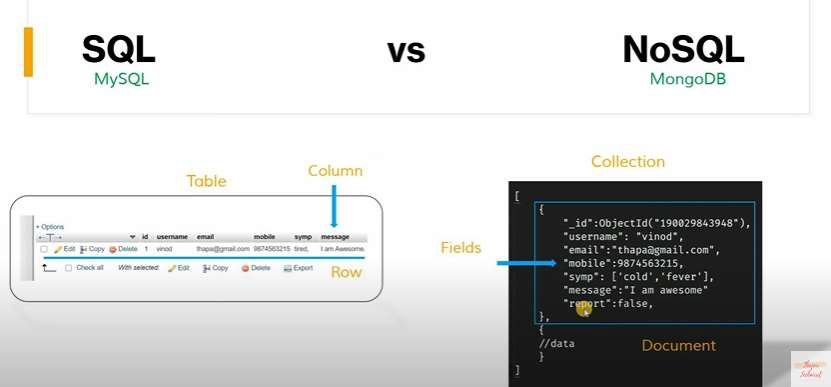 SQL vs NoSQL
MySQL MongoDB
Table
Column
+ Options
id username email mobile symp message
Edit Copy Delete 1 vinod thapa@gmail.com 9874563215 tired, I am Awesome.
Check all With selected: Edit Copy Delete Export
Row
Collection
Fields
[
{
"_id":ObjectId("190029843948"),
"username": "vinod",
"email":"thapa@gmail.com",
"mobile":9874563215,
"symp": ['cold','fever'],
"message":"I am awesome"
"report":false,
},
{
//data
}
]
Document
Thapa
Technical